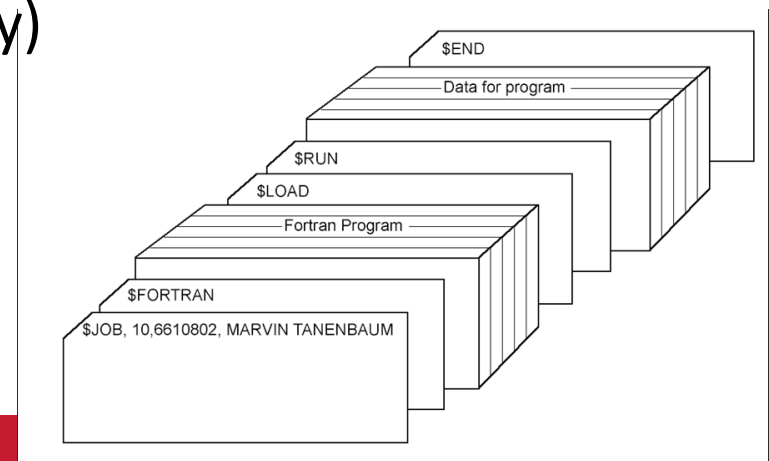 y)
$END
Data for program
$RUN
$LOAD
Fortran Program
$FORTRAN
$JOB, 10,6610802, MARVIN TANENBAUM